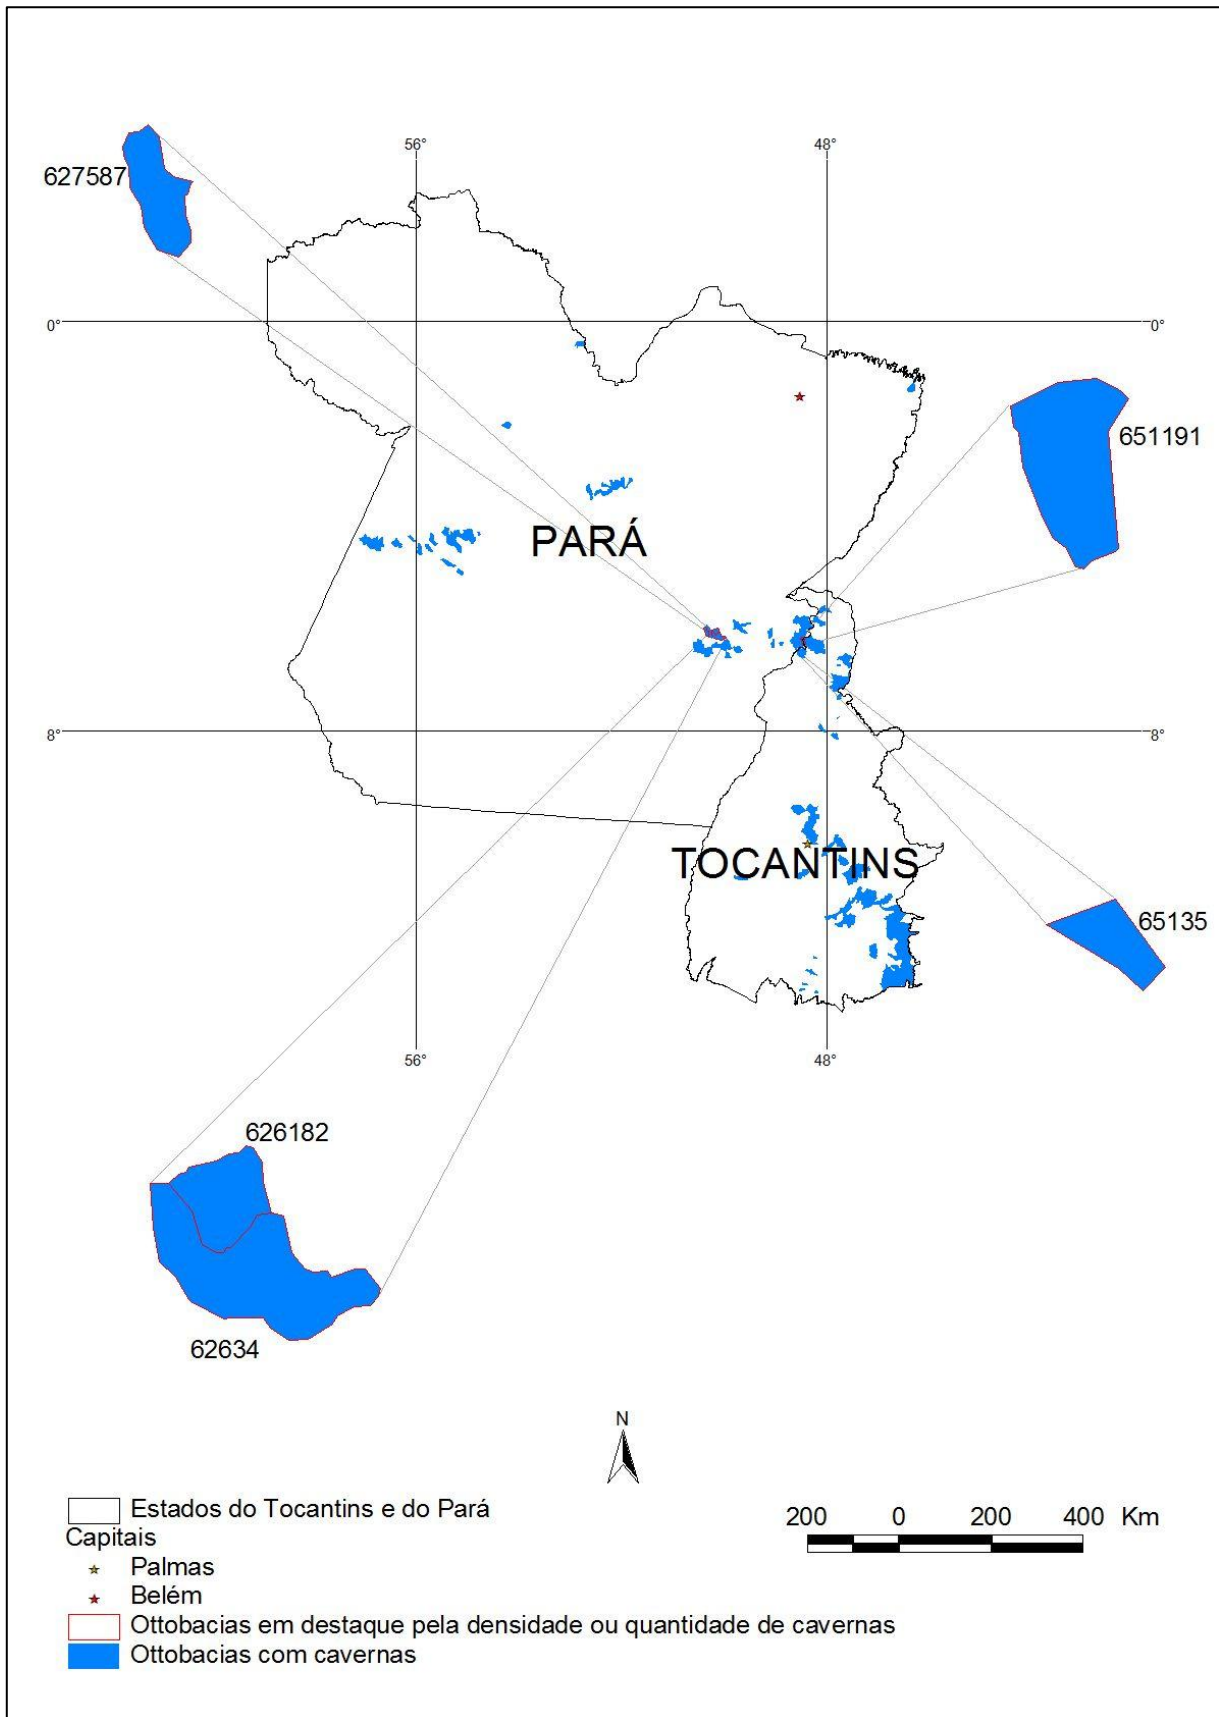 56°
48°
627587
0°
0°
651191
PARÁ
8°
8°
TOCANTINS
65135
56°
48°
626182
62634
N
Estados do Tocantins e do Pará
Capitais
Palmas
Belém
Ottobacias em destaque pela densidade ou quantidade de cavernas
Ottobacias com cavernas
200 0 200 400 Km